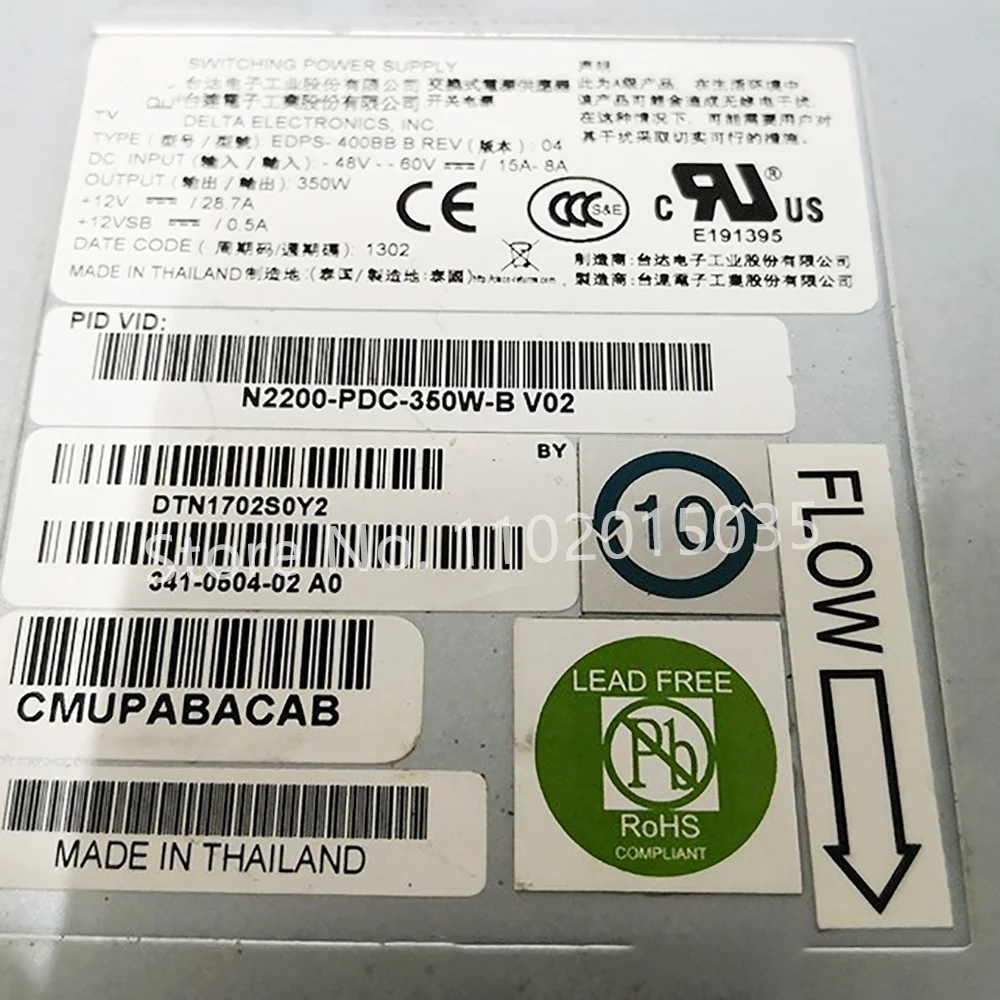 SWITCHING POWER SUPPLY
台达电子工业股份有限公司 交換式電源供應器
台達電子工業股份有限公司 开关电源
TV
DELTA ELECTRONICS, INC
TYPE (型号 / 型號): EDPS-400BB B REV (版本): 04
DC INPUT (输入 / 輸入): -48V- -60V ⎓ / 15A- 8A
OUTPUT (输出 / 輸出): 350W
+12V ⎓ / 28.7A
+12VSB ⎓ / 0.5A
DATE CODE ( 周期码/週期碼): 1302
MADE IN THAILAND 制造地: (泰国 / 製造地: 泰國)
声明:
此为A级产品, 在生活环境中
该产品可能会造成无线电干扰.
在这种情况下, 可能需要用户对
其干扰采取切实可行的措施.
CE
CCC S&E
C RU ® US
E191395
制造商: 台达电子工业股份有限公司
製造商: 台達電子工業股份有限公司
PID VID:
N2200-PDC-350W-B V02
BY
DTN1702S0Y2
341-0504-02 A0
10
FLOW
CMUPABACAB
LEAD FREE
Pb
RoHS
COMPLIANT
MADE IN THAILAND
Store No. 1102015035